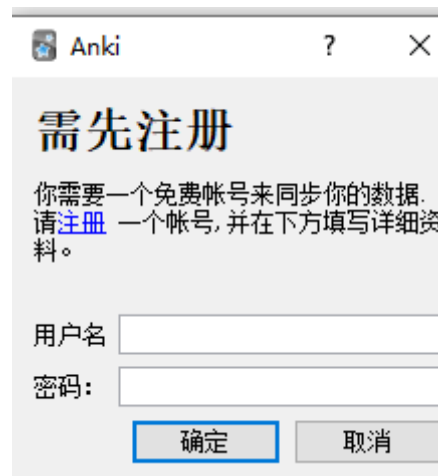 Anki
需先注册
你需要一个免费帐号来同步你的数据.
请注册 一个帐号, 并在下方填写详细资
料。
用户名
密码：
确定 取消